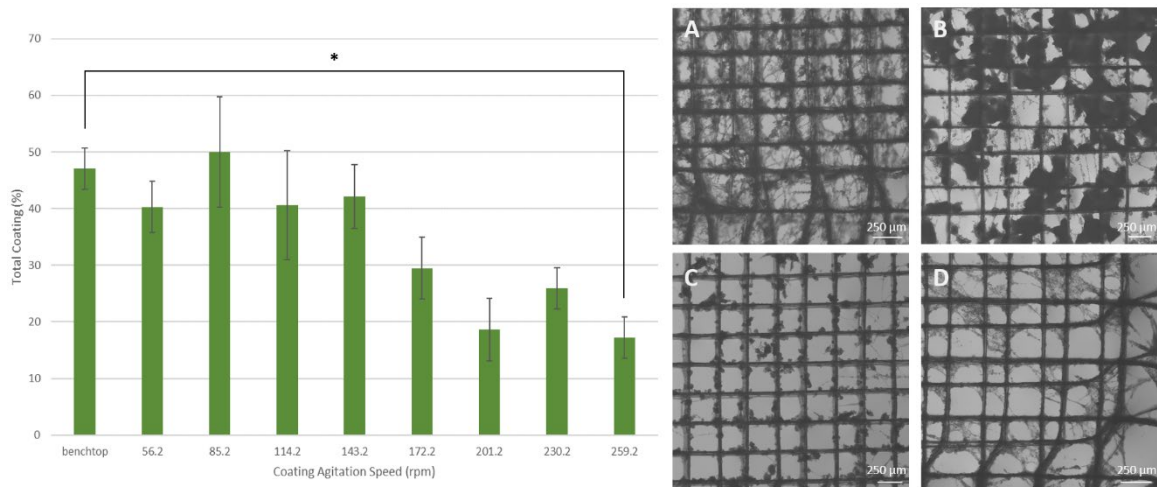 70
60
50
40
30
20
10
0
Total Coating (%)
*
benchtop 56.2 85.2 114.2 143.2 172.2 201.2 230.2 259.2
Coating Agitation Speed (rpm)
A
250 µm
B
250 µm
C
250 µm
D
250 µm